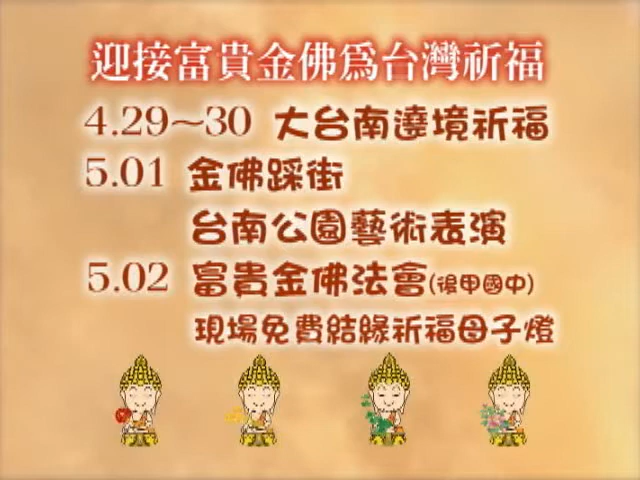 迎接富貴金佛為台灣祈福
4.29~30 大台南遶境祈福
5.01 金佛踩街
台南公園藝術表演
5.02 富貴金佛法會(後甲國中)
現場免費結緣祈福母子燈